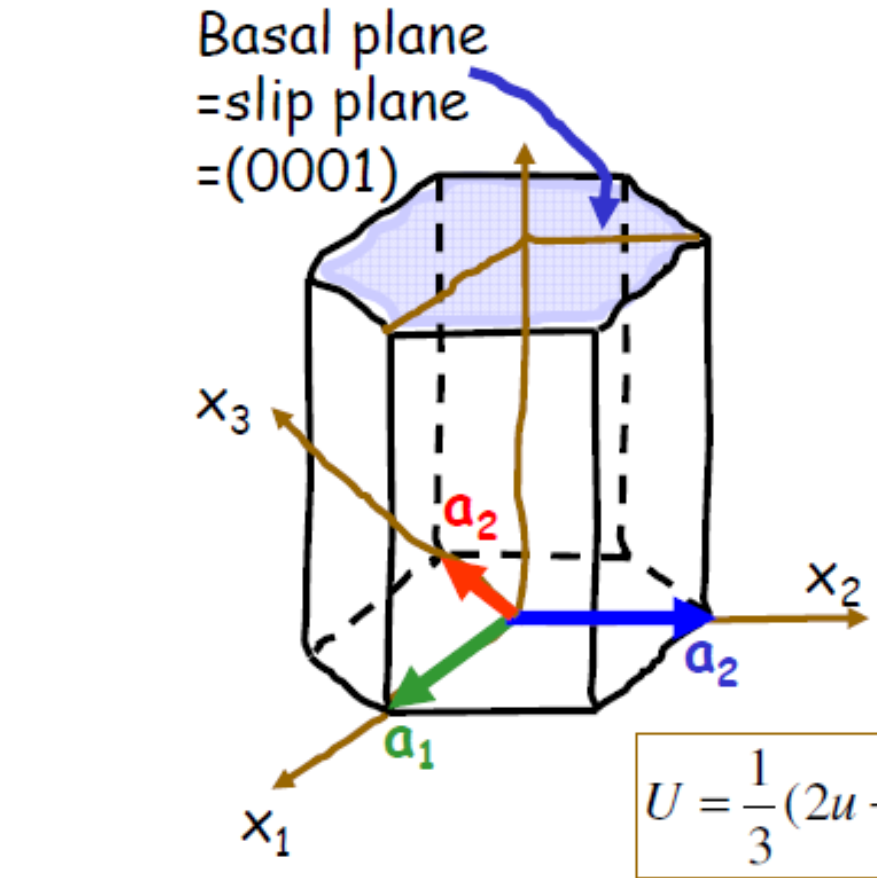 Basal plane
=slip plane
=(0001)
x₃
a₂
x₂
a₂
a₁
x₁
U = 1/3 (2u -